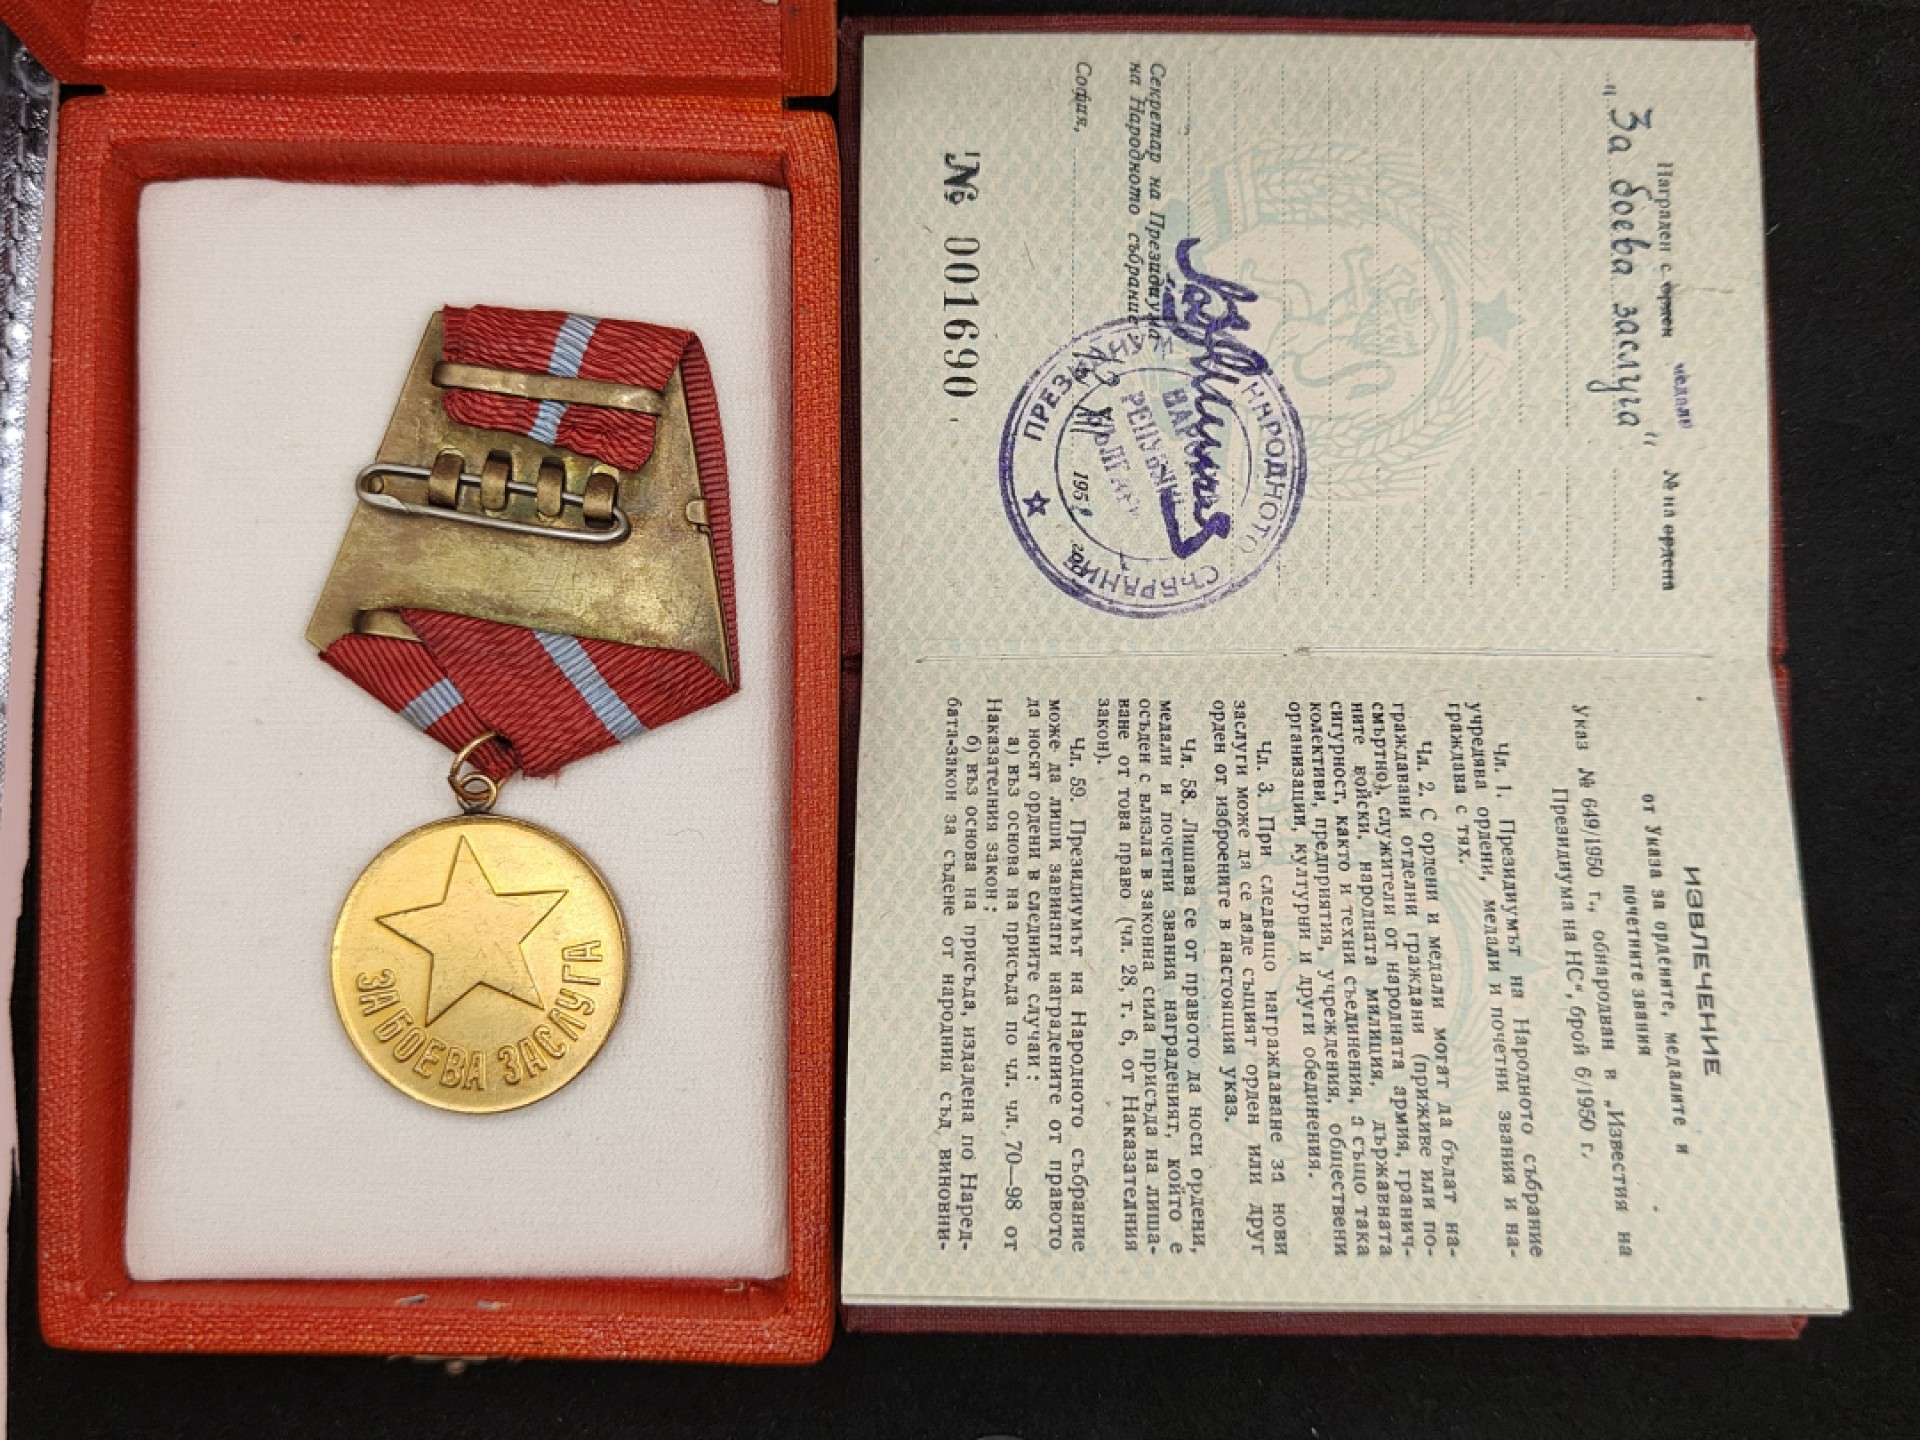 ЗА БОЕВА ЗАСЛУГА
Награден с орден медали № на ордена
„За боева заслуга“
Секретар на Президиума
на Народното събрание:
София,
195 год.
№ 001690
ПРЕЗИДИУМ НАРОДНОТО СЪБРАНИЕ
НАР
РЕПУБЛИКА
БЪЛГАРИЯ
ИЗВЛЕЧЕНИЕ
от Указа за ордените, медалите и
почетните звания
Указ № 649/1950 г., обнародван в „Известия на
Президиума на НС“, брой 6/1950 г.
Чл. 1. Президиумът на Народното събрание
учредява ордени, медали и почетни звания и на-
граждава с тях.
Чл. 2. С ордени и медали могат да бъдат на-
граждавани отделни граждани (приживе или по-
смъртно), служители от народната армия, гранич-
ните войски, народната милиция, държавната
сигурност, както и техни съединения, а също така
колективи, предприятия, учреждения, обществени
организации, културни и други обединения.
Чл. 3. При следващо награждаване за нови
заслуги може да се даде същият орден или друг
орден от изброените в настоящия указ.
Чл. 58. Лишава се от правото да носи ордени,
медали и почетни звания награденият, който е
осъден с влязла в законна сила присъда на лиша-
ване от това право (чл. 28, т. 6, от Наказателния
закон).
Чл. 59. Президиумът на Народното събрание
може да лиши завинаги наградените от правото
да носят ордени в следните случаи:
а) въз основа на присъда по чл. чл. 70—98 от
Наказателния закон;
б) въз основа на присъда, издадена по Наред-
бата-закон за съдене от народния съд виновни-